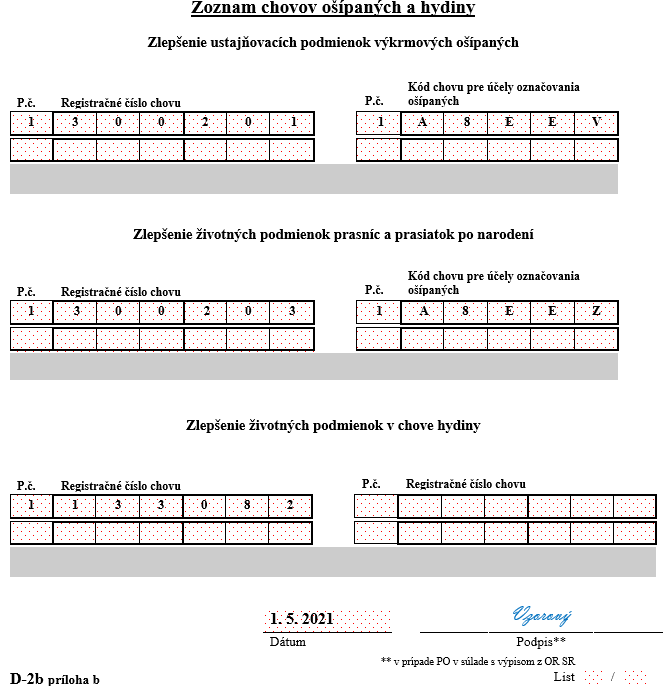 Zoznam chovov ošípaných a hydiny
Zlepšenie ustajňovacích podmienok výkrmových ošípaných
P.č. Registračné číslo chovu P.č. Kód chovu pre účely označovania ošípaných
1 3 0 0 2 0 1 1 A 8 E E V
Zlepšenie životných podmienok prasníc a prasiatok po narodení
P.č. Registračné číslo chovu P.č. Kód chovu pre účely označovania ošípaných
1 3 0 0 2 0 3 1 A 8 E E Z
Zlepšenie životných podmienok v chove hydiny
P.č. Registračné číslo chovu P.č. Registračné číslo chovu
1 1 3 3 0 8 2
1. 5. 2021 Vzorový
Dátum Podpis**
** v prípade PO v súlade s výpisom z OR SR
D-2b príloha b List /